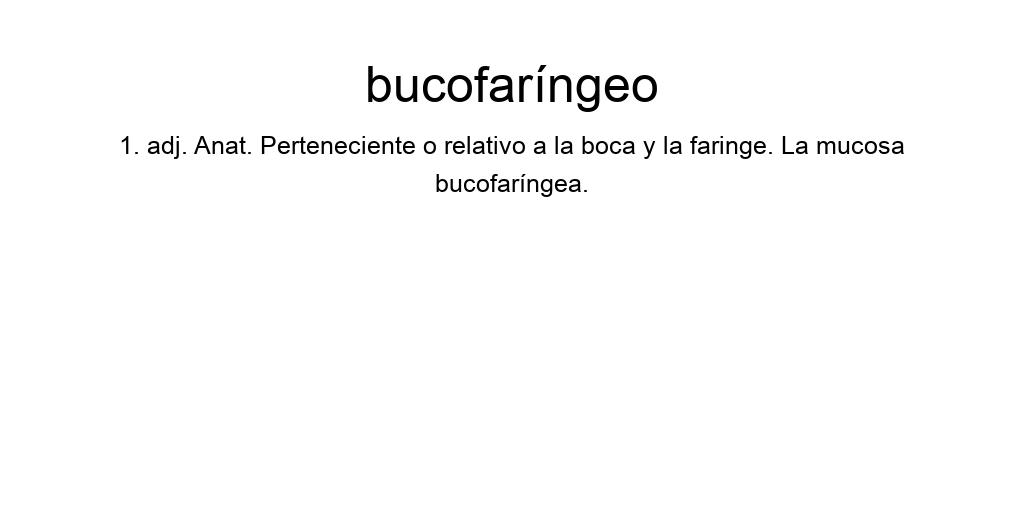 bucofaríngeo
1. adj. Anat. Perteneciente o relativo a la boca y la faringe. La mucosa
bucofaríngea.